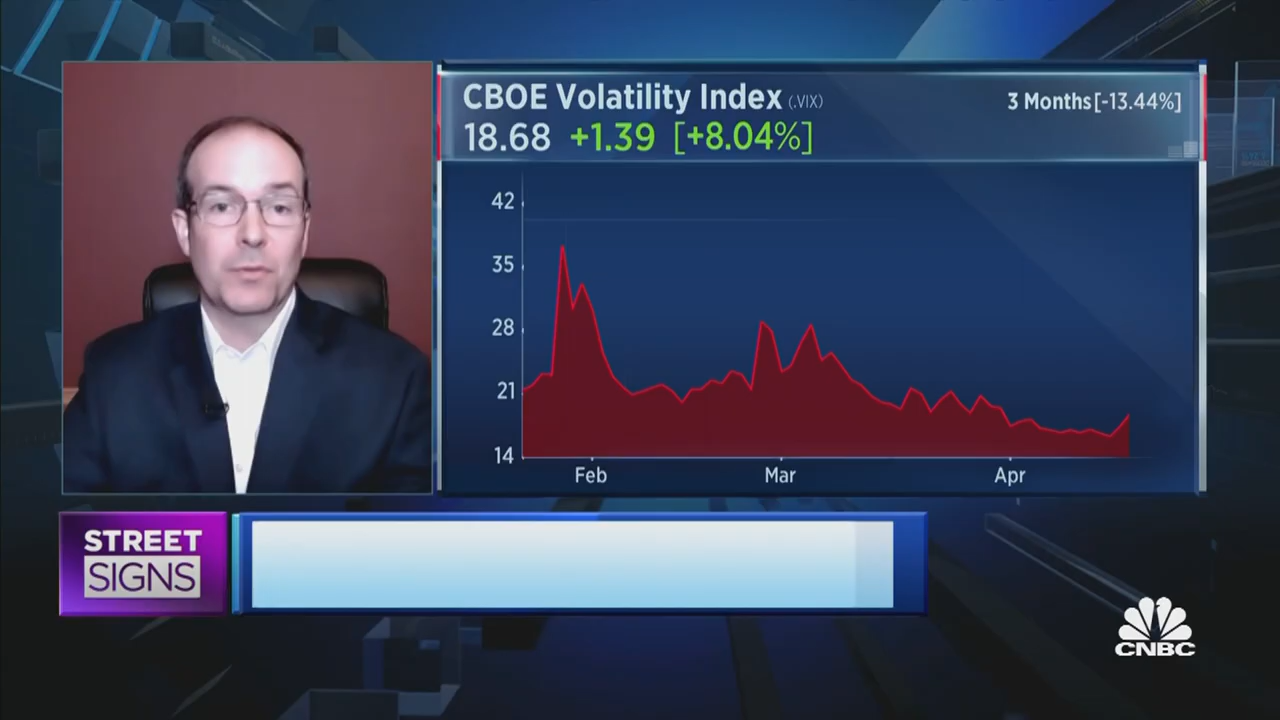 CBOE Volatility Index (.VIX)
3 Months [-13.44%]
18.68 +1.39 [+8.04%]
42
35
28
21
14
Feb Mar Apr
STREET
SIGNS
CNBC